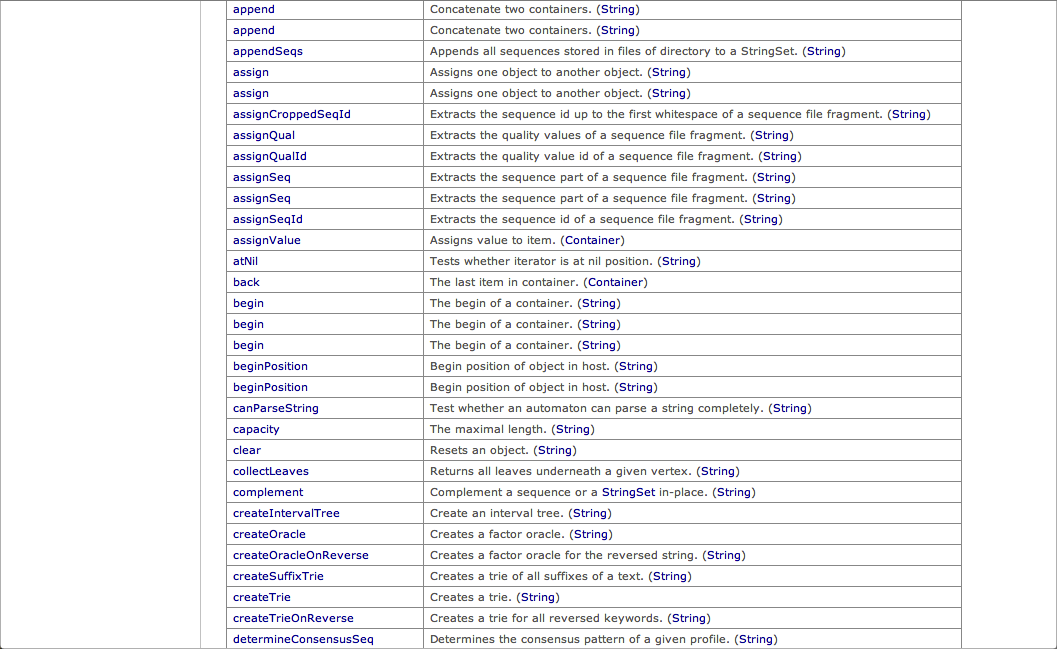 append Concatenate two containers. (String)
append Concatenate two containers. (String)
appendSeqs Appends all sequences stored in files of directory to a StringSet. (String)
assign Assigns one object to another object. (String)
assign Assigns one object to another object. (String)
assignCroppedSeqId Extracts the sequence id up to the first whitespace of a sequence file fragment. (String)
assignQual Extracts the quality values of a sequence file fragment. (String)
assignQualId Extracts the quality value id of a sequence file fragment. (String)
assignSeq Extracts the sequence part of a sequence file fragment. (String)
assignSeq Extracts the sequence part of a sequence file fragment. (String)
assignSeqId Extracts the sequence id of a sequence file fragment. (String)
assignValue Assigns value to item. (Container)
atNil Tests whether iterator is at nil position. (String)
back The last item in container. (Container)
begin The begin of a container. (String)
begin The begin of a container. (String)
begin The begin of a container. (String)
beginPosition Begin position of object in host. (String)
beginPosition Begin position of object in host. (String)
canParseString Test whether an automaton can parse a string completely. (String)
capacity The maximal length. (String)
clear Resets an object. (String)
collectLeaves Returns all leaves underneath a given vertex. (String)
complement Complement a sequence or a StringSet in-place. (String)
createIntervalTree Create an interval tree. (String)
createOracle Creates a factor oracle. (String)
createOracleOnReverse Creates a factor oracle for the reversed string. (String)
createSuffixTrie Creates a trie of all suffixes of a text. (String)
createTrie Creates a trie. (String)
createTrieOnReverse Creates a trie for all reversed keywords. (String)
determineConsensusSeq Determines the consensus pattern of a given profile. (String)